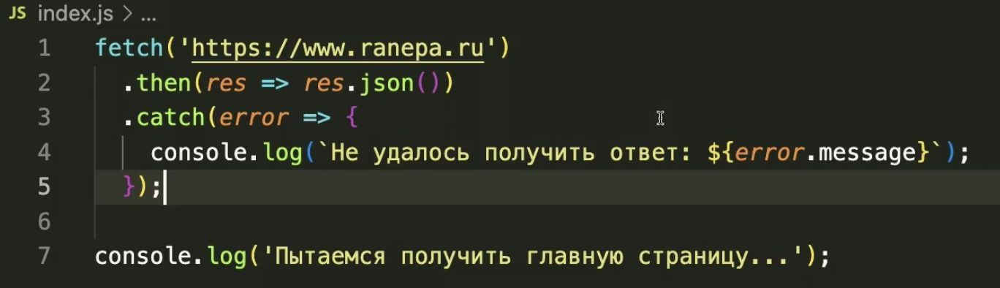 JS index.js > ...
1 fetch('https://www.ranepa.ru')
2 .then(res => res.json())
3 .catch(error => {
4 console.log(`Не удалось получить ответ: ${error.message}`);
5 });
6
7 console.log('Пытаемся получить главную страницу...');